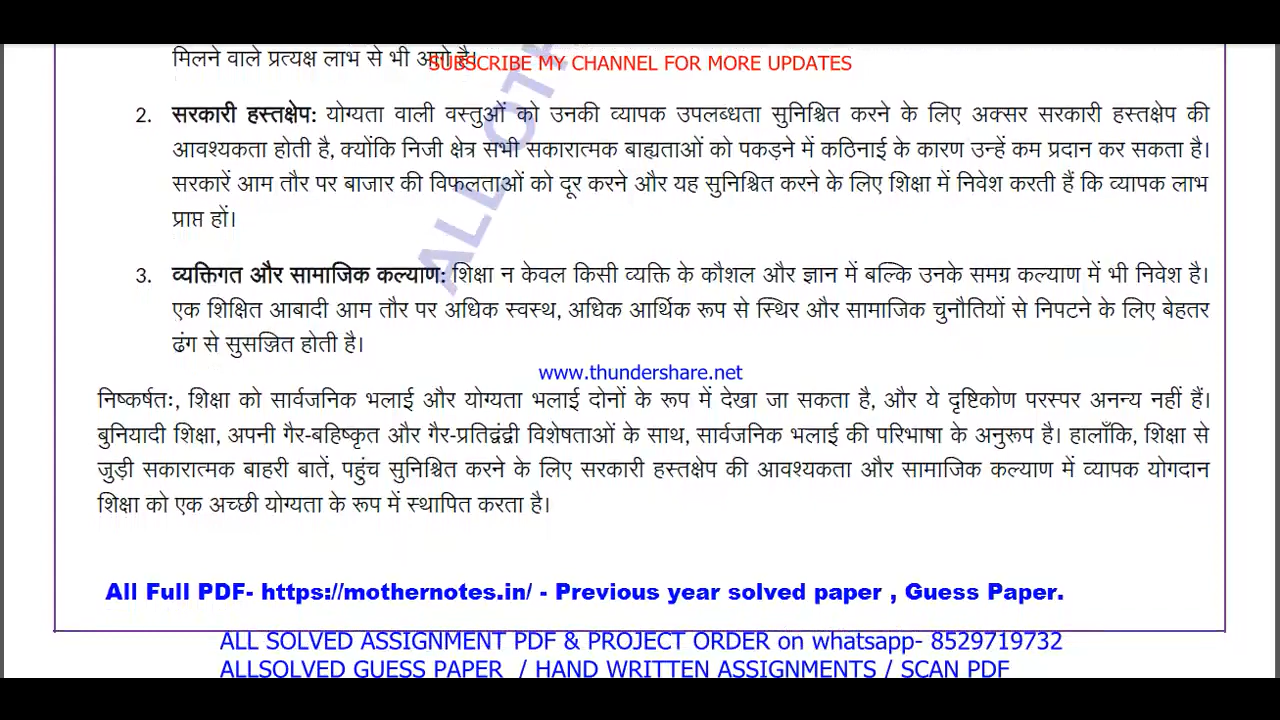 मिलने वाले प्रत्यक्ष लाभ से भी आगे है।
SUBSCRIBE MY CHANNEL FOR MORE UPDATES
2. सरकारी हस्तक्षेप: योग्यता वाली वस्तुओं को उनकी व्यापक उपलब्धता सुनिश्चित करने के लिए अक्सर सरकारी हस्तक्षेप की
आवश्यकता होती है, क्योंकि निजी क्षेत्र सभी सकारात्मक बाह्यताओं को पकड़ने में कठिनाई के कारण उन्हें कम प्रदान कर सकता है।
सरकारें आम तौर पर बाजार की विफलताओं को दूर करने और यह सुनिश्चित करने के लिए शिक्षा में निवेश करती हैं कि व्यापक लाभ
प्राप्त हों।
ALL OT
3. व्यक्तिगत और सामाजिक कल्याण: शिक्षा न केवल किसी व्यक्ति के कौशल और ज्ञान में बल्कि उनके समग्र कल्याण में भी निवेश है।
एक शिक्षित आबादी आम तौर पर अधिक स्वस्थ, अधिक आर्थिक रूप से स्थिर और सामाजिक चुनौतियों से निपटने के लिए बेहतर
ढंग से सुसज्जित होती है।
www.thundershare.net
निष्कर्षतः, शिक्षा को सार्वजनिक भलाई और योग्यता भलाई दोनों के रूप में देखा जा सकता है, और ये दृष्टिकोण परस्पर अनन्य नहीं हैं।
बुनियादी शिक्षा, अपनी गैर-बहिष्कृत और गैर-प्रतिद्वंद्वी विशेषताओं के साथ, सार्वजनिक भलाई की परिभाषा के अनुरूप है। हालाँकि, शिक्षा से
जुड़ी सकारात्मक बाहरी बातें, पहुंच सुनिश्चित करने के लिए सरकारी हस्तक्षेप की आवश्यकता और सामाजिक कल्याण में व्यापक योगदान
शिक्षा को एक अच्छी योग्यता के रूप में स्थापित करता है।
All Full PDF- https://mothernotes.in/ - Previous year solved paper , Guess Paper.
ALL SOLVED ASSIGNMENT PDF & PROJECT ORDER on whatsapp- 8529719732
ALLSOLVED GUESS PAPER / HAND WRITTEN ASSIGNMENTS / SCAN PDF